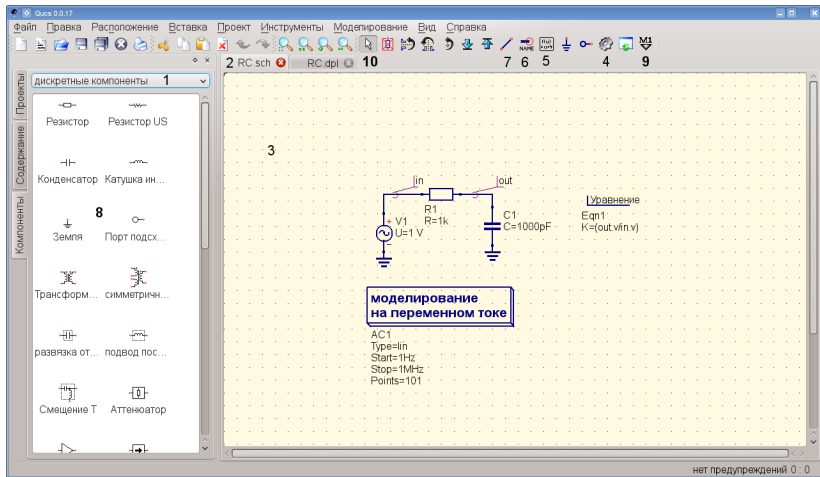 Qucs 0.0.17
Файл Правка Расположение Вставка Проект Инструменты Моделирование Вид Справка
NAME
M1
2 RC.sch RC.dpl 10 7 6 5 4 9
Проекты
Содержание
Компоненты
дискретные компоненты 1
Резистор Резистор US
Конденсатор Катушка ин...
8
Земля Порт подсх...
Трансформ... симметричн...
развязка от... подвод пос...
Смещение T Аттенюатор
3
in out
R1
R=1k
V1
U=1 V
C1
C=1000pF
Уравнение
Eqn1
K=(out.v/in.v)
моделирование
на переменном токе
AC1
Type=lin
Start=1Hz
Stop=1MHz
Points=101
нет предупреждений 0 : 0